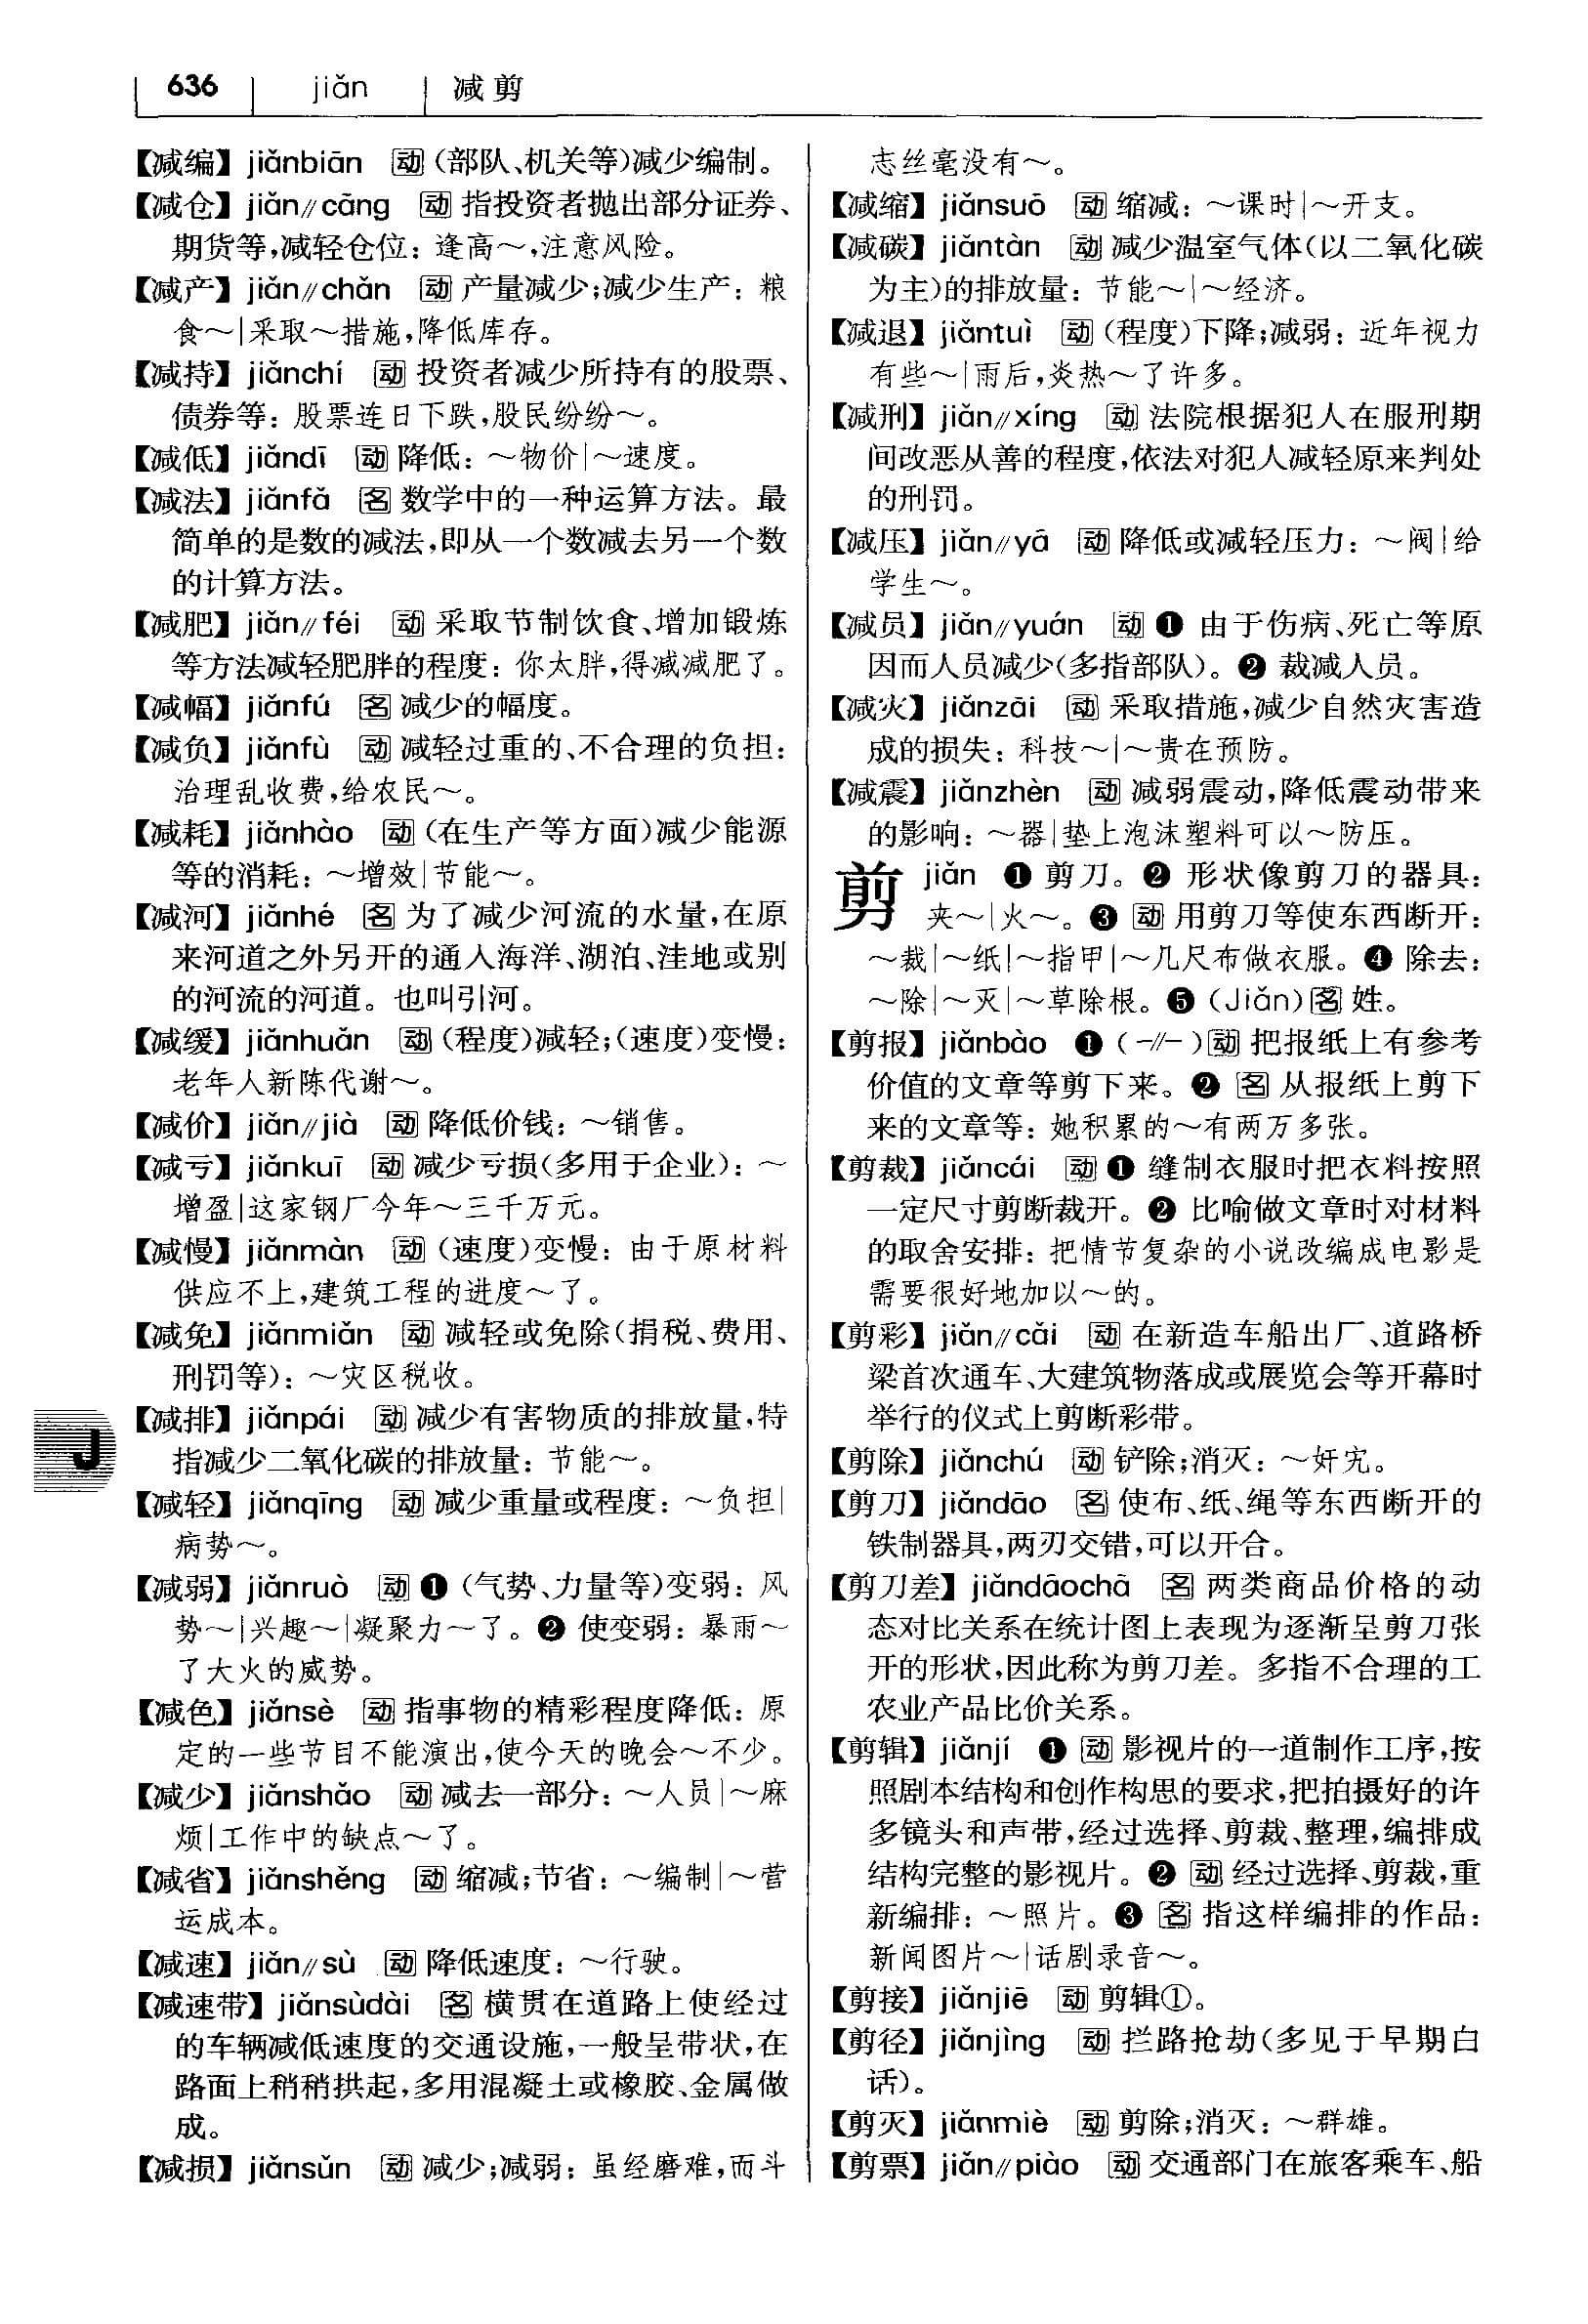 636 jiǎn 减剪
【减编】 jiǎnbiān 动 (部队、机关等)减少编制。
【减仓】 jiǎn//cāng 动 指投资者抛出部分证券、
期货等,减轻仓位：逢高～,注意风险。
【减产】 jiǎn//chǎn 动 产量减少;减少生产：粮
食～|采取～措施,降低库存。
【减持】 jiǎnchí 动 投资者减少所持有的股票、
债券等：股票连日下跌,股民纷纷～。
【减低】 jiǎndī 动 降低：～物价|～速度。
【减法】 jiǎnfǎ 名 数学中的一种运算方法。最
简单的是数的减法,即从一个数减去另一个数
的计算方法。
【减肥】 jiǎn//féi 动 采取节制饮食、增加锻炼
等方法减轻肥胖的程度：你太胖,得减减肥了。
【减幅】 jiǎnfú 名 减少的幅度。
【减负】 jiǎnfù 动 减轻过重的、不合理的负担：
治理乱收费,给农民～。
【减耗】 jiǎnhào 动 (在生产等方面)减少能源
等的消耗：～增效|节能～。
【减河】 jiǎnhé 名 为了减少河流的水量,在原
来河道之外另开的通入海洋、湖泊、洼地或别
的河流的河道。也叫引河。
【减缓】 jiǎnhuǎn 动 (程度)减轻;(速度)变慢：
老年人新陈代谢～。
【减价】 jiǎn//jià 动 降低价钱：～销售。
【减亏】 jiǎnkuī 动 减少亏损(多用于企业)：～
增盈|这家钢厂今年～三千万元。
【减慢】 jiǎnmàn 动 (速度)变慢：由于原材料
供应不上,建筑工程的进度～了。
【减免】 jiǎnmiǎn 动 减轻或免除(捐税、费用、
刑罚等)：～灾区税收。
【减排】 jiǎnpái 动 减少有害物质的排放量,特
指减少二氧化碳的排放量：节能～。
【减轻】 jiǎnqīng 动 减少重量或程度：～负担|
病势～。
【减弱】 jiǎnruò 动 ❶ (气势、力量等)变弱：风
势～|兴趣～|凝聚力～了。❷ 使变弱：暴雨～
了大火的威势。
【减色】 jiǎnsè 动 指事物的精彩程度降低：原
定的一些节目不能演出,使今天的晚会～不少。
【减少】 jiǎnshǎo 动 减去一部分：～人员|～麻
烦|工作中的缺点～了。
【减省】 jiǎnshěng 动 缩减;节省：～编制|～营
运成本。
【减速】 jiǎn//sù 动 降低速度：～行驶。
【减速带】 jiǎnsùdài 名 横贯在道路上使经过
的车辆减低速度的交通设施,一般呈带状,在
路面上稍稍拱起,多用混凝土或橡胶、金属做
成。
【减损】 jiǎnsǔn 动 减少;减弱：虽经磨难,而斗
J
志丝毫没有～。
【减缩】 jiǎnsuō 动 缩减：～课时|～开支。
【减碳】 jiǎntàn 动 减少温室气体(以二氧化碳
为主)的排放量：节能～|～经济。
【减退】 jiǎntuì 动 (程度)下降;减弱：近年视力
有些～|雨后,炎热～了许多。
【减刑】 jiǎn//xíng 动 法院根据犯人在服刑期
间改恶从善的程度,依法对犯人减轻原来判处
的刑罚。
【减压】 jiǎn//yā 动 降低或减轻压力：～阀|给
学生～。
【减员】 jiǎn//yuán 动 ❶ 由于伤病、死亡等原
因而人员减少(多指部队)。❷ 裁减人员。
【减灾】 jiǎnzāi 动 采取措施,减少自然灾害造
成的损失：科技～|～贵在预防。
【减震】 jiǎnzhèn 动 减弱震动,降低震动带来
的影响：～器|垫上泡沫塑料可以～防压。
剪 jiǎn ❶ 剪刀。❷ 形状像剪刀的器具：
夹～|火～。❸ 动 用剪刀等使东西断开：
～裁|～纸|～指甲|～几尺布做衣服。❹ 除去：
～除|～灭|～草除根。❺ (Jiǎn) 名 姓。
【剪报】 jiǎnbào ❶ (-//-) 动 把报纸上有参考
价值的文章等剪下来。❷ 名 从报纸上剪下
来的文章等：她积累的～有两万多张。
【剪裁】 jiǎncái 动 ❶ 缝制衣服时把衣料按照
一定尺寸剪断裁开。❷ 比喻做文章时对材料
的取舍安排：把情节复杂的小说改编成电影是
需要很好地加以～的。
【剪彩】 jiǎn//cǎi 动 在新造车船出厂、道路桥
梁首次通车、大建筑物落成或展览会等开幕时
举行的仪式上剪断彩带。
【剪除】 jiǎnchú 动 铲除;消灭：～奸宄。
【剪刀】 jiǎndāo 名 使布、纸、绳等东西断开的
铁制器具,两刃交错,可以开合。
【剪刀差】 jiǎndāochā 名 两类商品价格的动
态对比关系在统计图上表现为逐渐呈剪刀张
开的形状,因此称为剪刀差。多指不合理的工
农业产品比价关系。
【剪辑】 jiǎnjí ❶ 动 影视片的一道制作工序,按
照剧本结构和创作构思的要求,把拍摄好的许
多镜头和声带,经过选择、剪裁、整理,编排成
结构完整的影视片。❷ 动 经过选择、剪裁,重
新编排：～照片。❸ 名 指这样编排的作品：
新闻图片～|话剧录音～。
【剪接】 jiǎnjiē 动 剪辑①。
【剪径】 jiǎnjìng 动 拦路抢劫(多见于早期白
话)。
【剪灭】 jiǎnmiè 动 剪除;消灭：～群雄。
【剪票】 jiǎn//piào 动 交通部门在旅客乘车、船